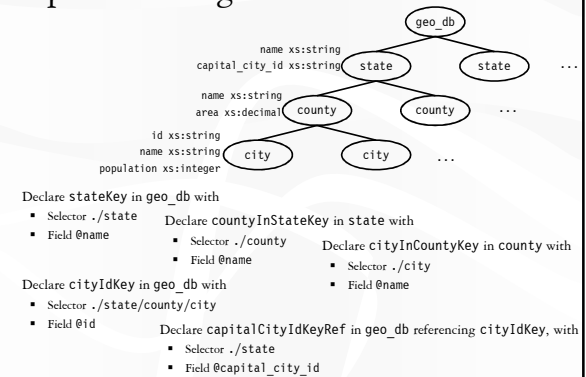 geo_db
name xs:string
capital_city_id xs:string state state ...
name xs:string
area xs:decimal county county ...
id xs:string
name xs:string city city ...
population xs:integer
Declare stateKey in geo_db with
▪ Selector ./state
▪ Field @name
Declare countyInStateKey in state with
▪ Selector ./county
▪ Field @name
Declare cityInCountyKey in county with
▪ Selector ./city
▪ Field @name
Declare cityIdKey in geo_db with
▪ Selector ./state/county/city
▪ Field @id
Declare capitalCityIdKeyRef in geo_db referencing cityIdKey, with
▪ Selector ./state
▪ Field @capital_city_id